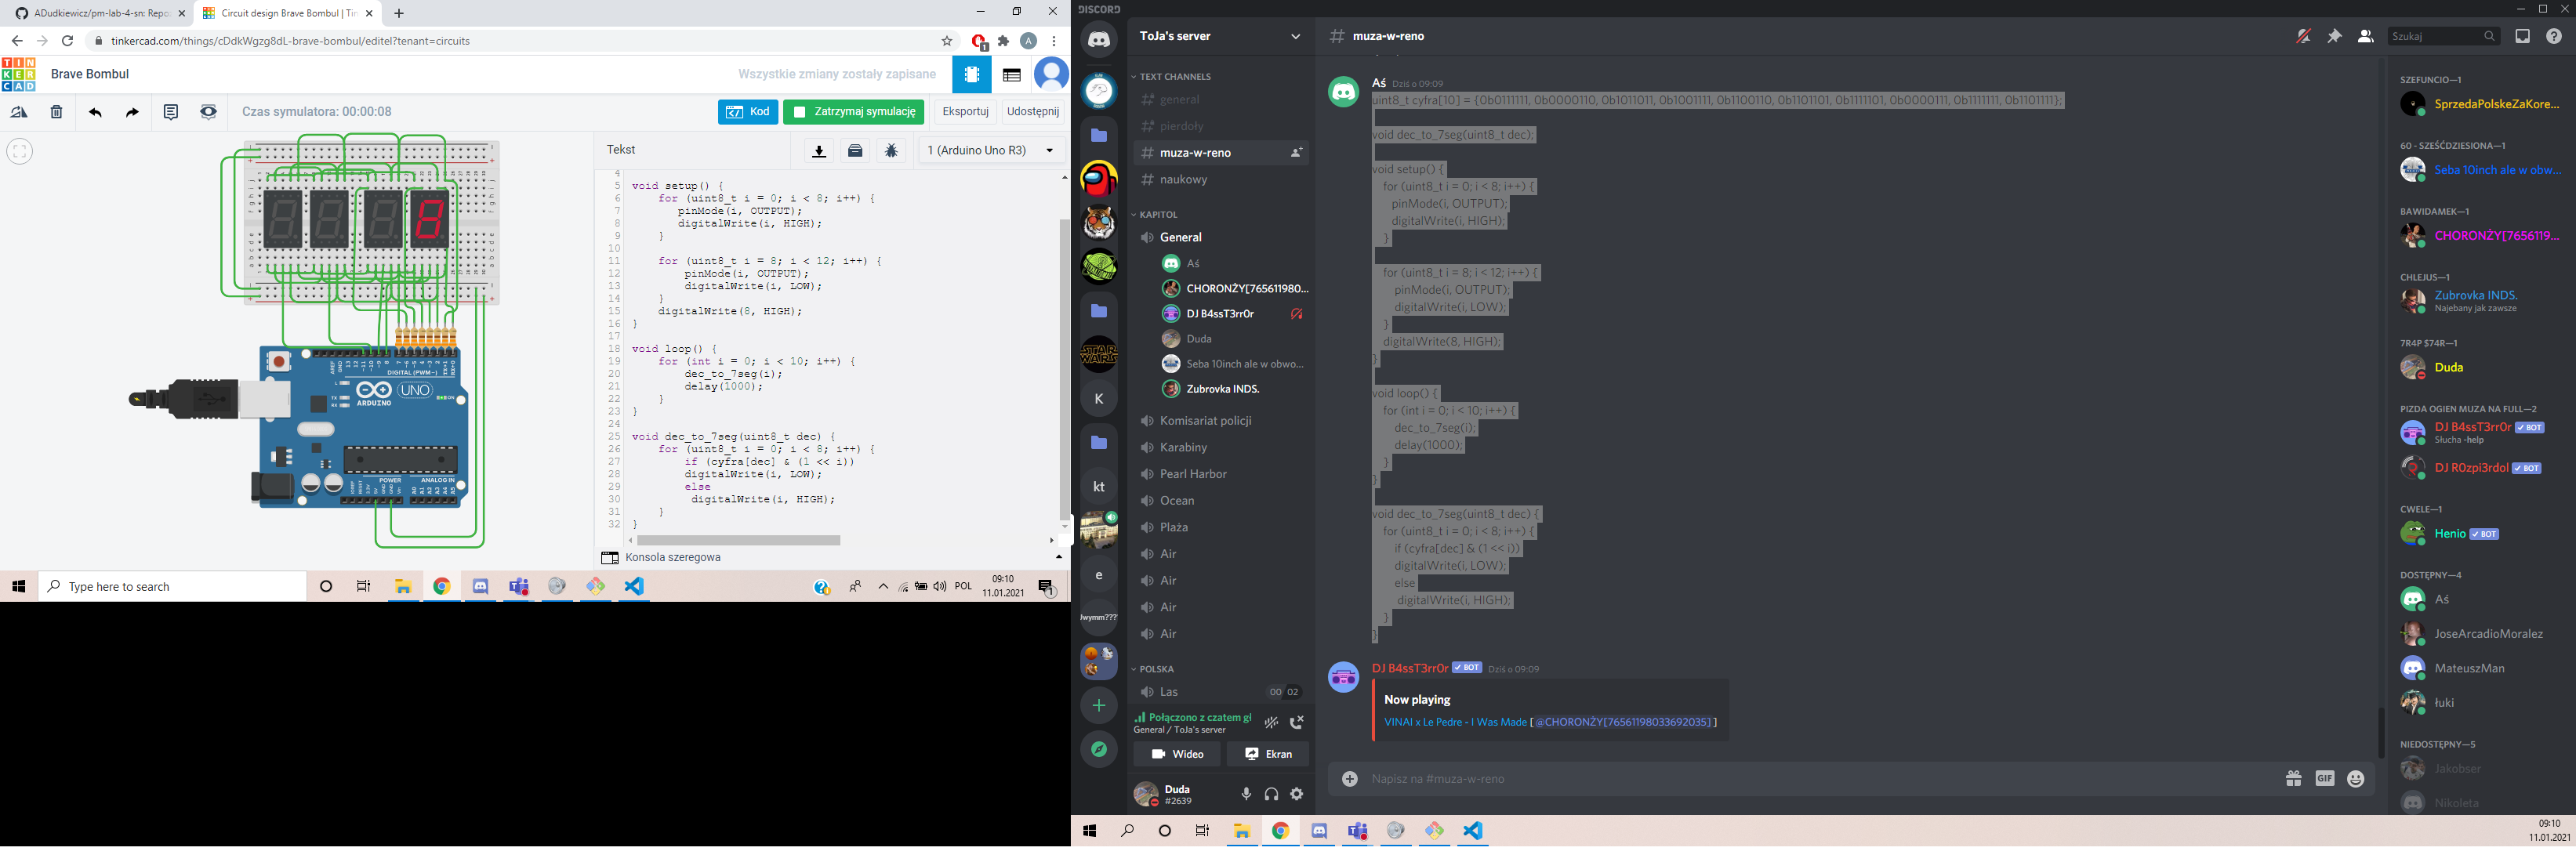 ADudkiewicz/pm-lab-4-sn: Repo
Circuit design Brave Bombul | Tin
tinkercad.com/things/cDdkWgzg8dL-brave-bombul/editel?tenant=circuits
TIN
KER
CAD
Brave Bombul
Wszystkie zmiany zostały zapisane
Czas symulatora: 00:00:08
Kod
Zatrzymaj symulację
Eksportuj
Udostępnij
Tekst
1 (Arduino Uno R3)
4
5 void setup() {
6 for (uint8_t i = 0; i < 8; i++) {
7 pinMode(i, OUTPUT);
8 digitalWrite(i, HIGH);
9 }
10
11 for (uint8_t i = 8; i < 12; i++) {
12 pinMode(i, OUTPUT);
13 digitalWrite(i, LOW);
14 }
15 digitalWrite(8, HIGH);
16 }
17
18 void loop() {
19 for (int i = 0; i < 10; i++) {
20 dec_to_7seg(i);
21 delay(1000);
22 }
23 }
24
25 void dec_to_7seg(uint8_t dec) {
26 for (uint8_t i = 0; i < 8; i++) {
27 if (cyfra[dec] & (1 << i))
28 digitalWrite(i, LOW);
29 else
30 digitalWrite(i, HIGH);
31 }
32 }
Konsola szeregowa
DIGITAL (PWM~)
UNO
ARDUINO
TX
RX
ON
POWER
ANALOG IN
Type here to search
POL
09:10
11.01.2021
DISCORD
ToJa's server
TEXT CHANNELS
general
pierdoły
muza-w-reno
naukowy
KAPITOL
General
Aś
CHORONŻY[765611980...
DJ B4ssT3rr0r
Duda
Seba 10inch ale w obwo...
Zubrovka INDS.
Komisariat policji
Karabiny
Pearl Harbor
Ocean
Plaża
Air
Air
Air
Air
POLSKA
Las
00 02
Połączono z czatem gł
General / ToJa's server
Wideo
Ekran
Duda
#2639
STAR WARS
K
kt
e
Jwymm???
muza-w-reno
Szukaj
Aś Dziś o 09:09
uint8_t cyfra[10] = {0b0111111, 0b0000110, 0b1011011, 0b1001111, 0b1100110, 0b1101101, 0b1111101, 0b0000111, 0b1111111, 0b1101111};
void dec_to_7seg(uint8_t dec);
void setup() {
for (uint8_t i = 0; i < 8; i++) {
pinMode(i, OUTPUT);
digitalWrite(i, HIGH);
}
for (uint8_t i = 8; i < 12; i++) {
pinMode(i, OUTPUT);
digitalWrite(i, LOW);
}
digitalWrite(8, HIGH);
}
void loop() {
for (int i = 0; i < 10; i++) {
dec_to_7seg(i);
delay(1000);
}
}
void dec_to_7seg(uint8_t dec) {
for (uint8_t i = 0; i < 8; i++) {
if (cyfra[dec] & (1 << i))
digitalWrite(i, LOW);
else
digitalWrite(i, HIGH);
}
}
DJ B4ssT3rr0r BOT Dziś o 09:09
Now playing
VINAI x Le Pedre - I Was Made [ @CHORONŻY[76561198033692035] ]
Napisz na #muza-w-reno
GIF
SZEFUNCIO—1
SprzedaPolskeZaKore...
60 - SZEŚĆDZIESIONA—1
Seba 10inch ale w obw...
BAWIDAMEK—1
CHORONŻY[7656119...
CHLEJUS—1
Zubrovka INDS.
Najebany jak zawsze
7R4P $74R—1
Duda
PIZDA OGIEN MUZA NA FULL—2
DJ B4ssT3rr0r BOT
Słucha -help
DJ R0zpi3rdol BOT
CWELE—1
Henio BOT
DOSTĘPNY—4
Aś
JoseArcadioMoralez
MateuszMan
łuki
NIEDOSTĘPNY—5
Jakobser
Nikoleta
09:10
11.01.2021